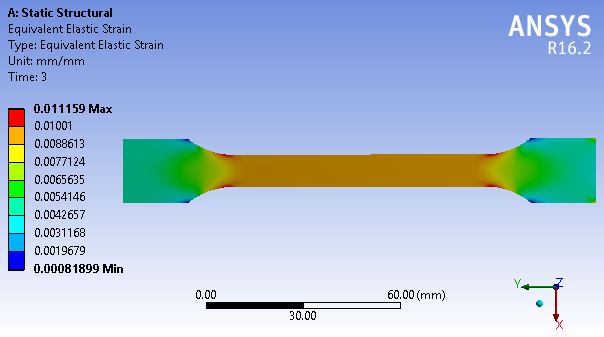 A: Static Structural
Equivalent Elastic Strain
Type: Equivalent Elastic Strain
Unit: mm/mm
Time: 3
ANSYS
R16.2
0.011159 Max
0.01001
0.0088613
0.0077124
0.0065635
0.0054146
0.0042657
0.0031168
0.0019679
0.00081899 Min
0.00 60.00 (mm)
30.00
Y Z
X